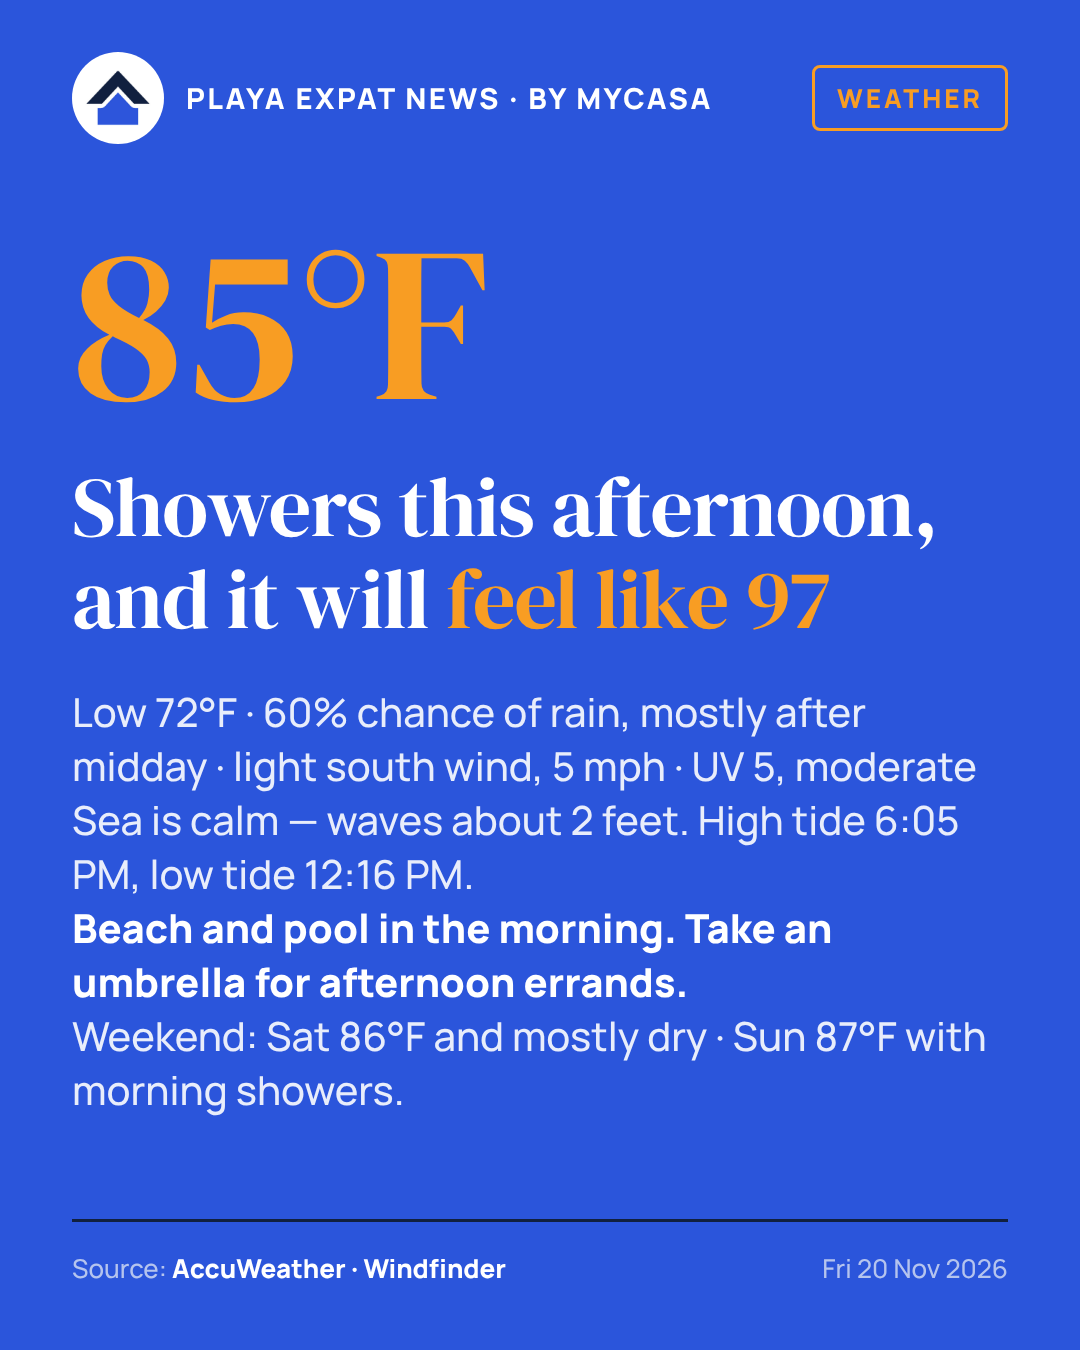 PLAYA EXPAT NEWS · BY MYCASA
WEATHER
85°F
Showers this afternoon,
and it will feel like 97
Low 72°F · 60% chance of rain, mostly after
midday · light south wind, 5 mph · UV 5, moderate
Sea is calm — waves about 2 feet. High tide 6:05
PM, low tide 12:16 PM.
Beach and pool in the morning. Take an
umbrella for afternoon errands.
Weekend: Sat 86°F and mostly dry · Sun 87°F with
morning showers.
Source: AccuWeather · Windfinder
Fri 20 Nov 2026